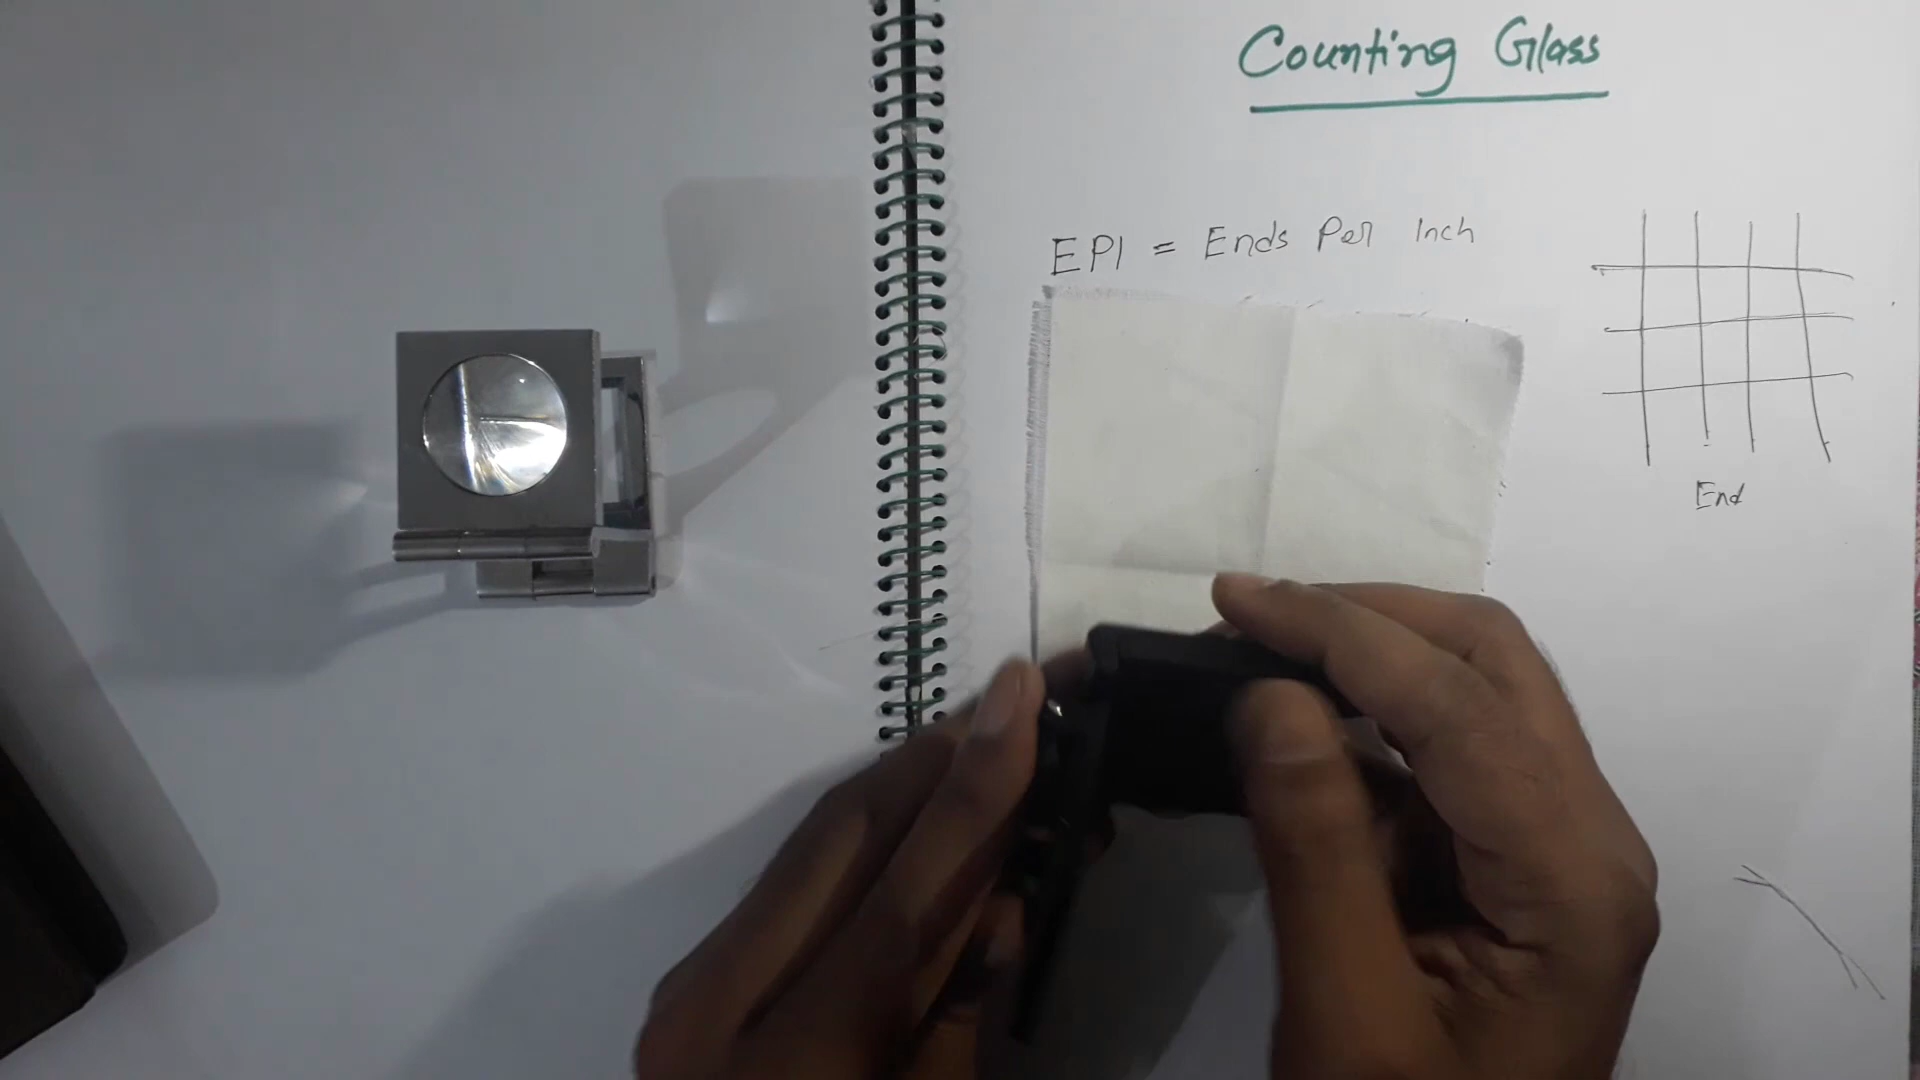 Counting Glass
EPI = Ends Per Inch
End